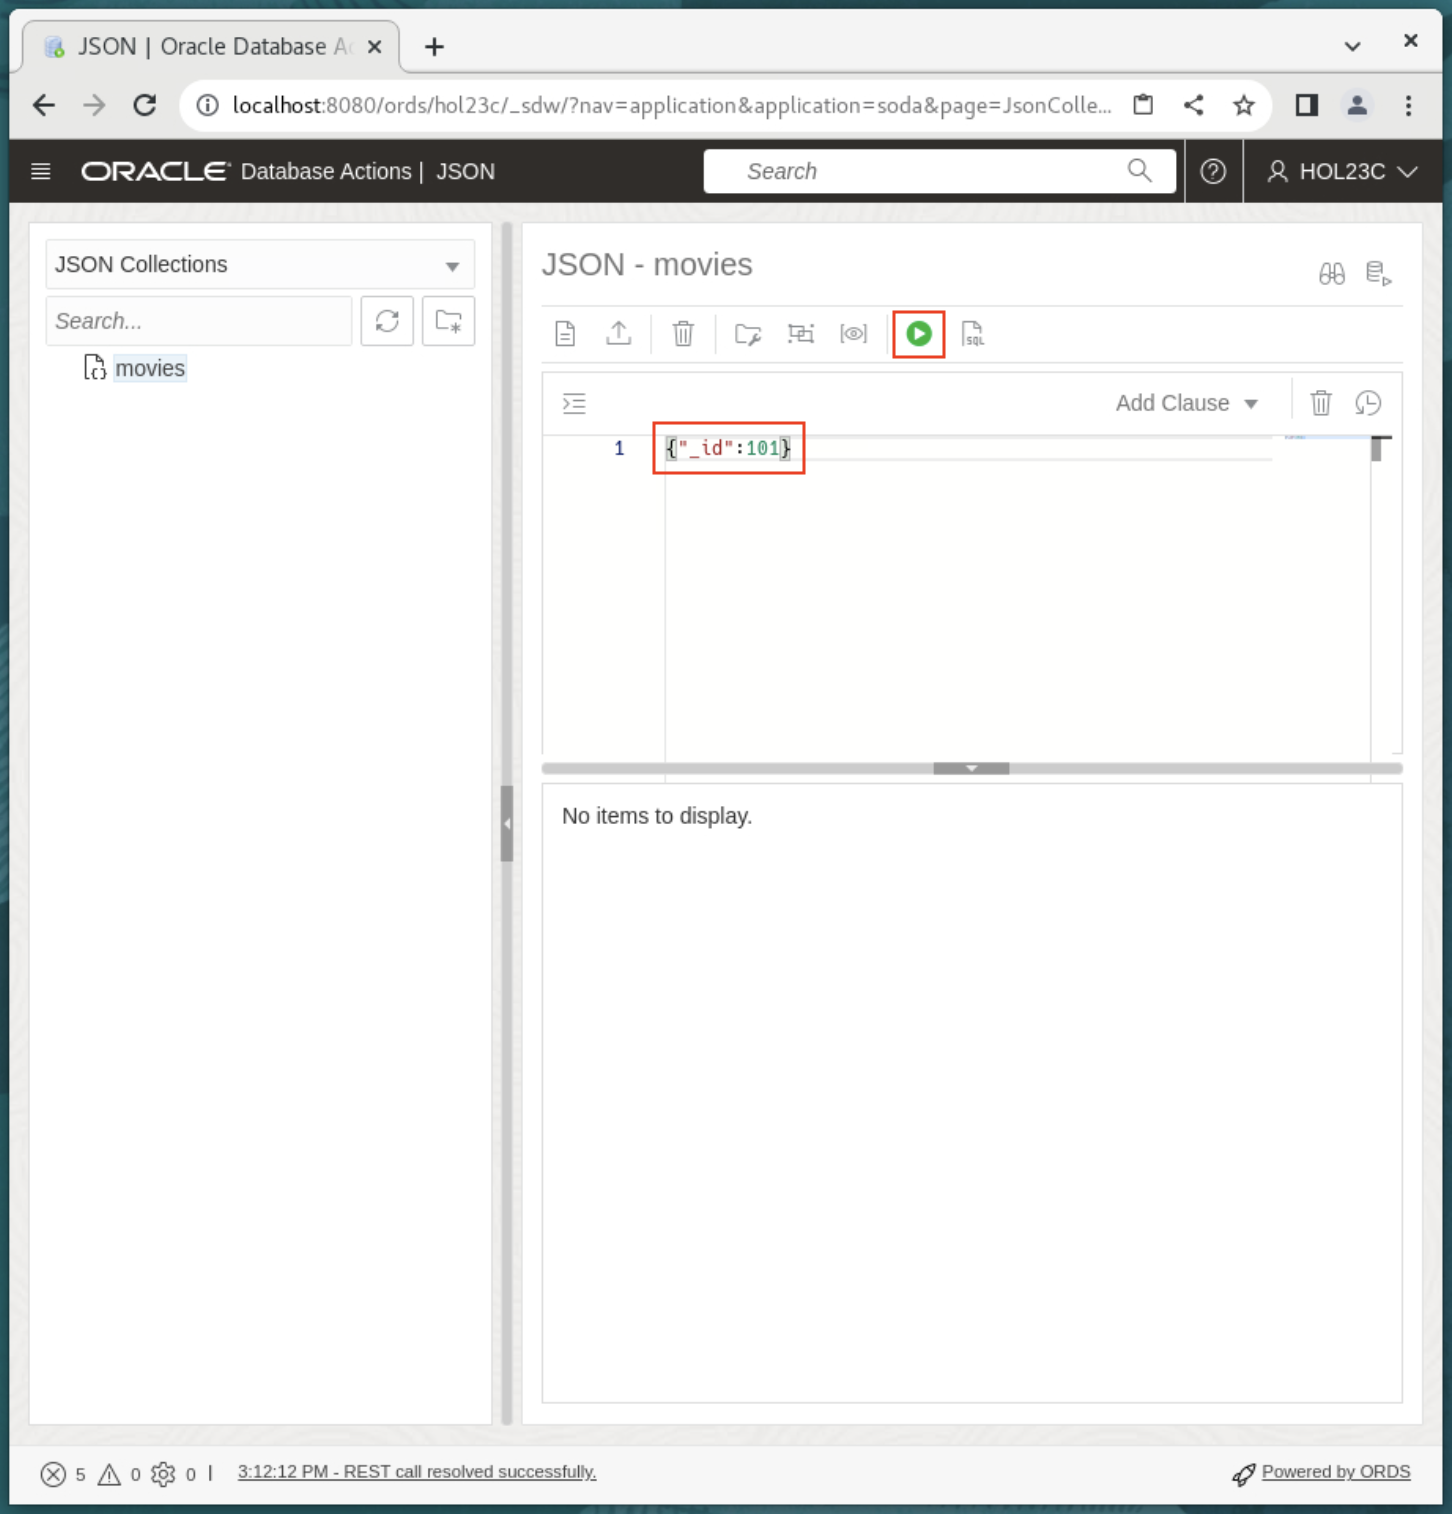 JSON | Oracle Database Ac
localhost:8080/ords/hol23c/_sdw/?nav=application&application=soda&page=JsonColle...
ORACLE Database Actions | JSON
Search
HOL23C
JSON Collections
Search...
movies
JSON - movies
SQL
Add Clause
1 {"_id":101}
No items to display.
5 0 0 | 3:12:12 PM - REST call resolved successfully.
Powered by ORDS